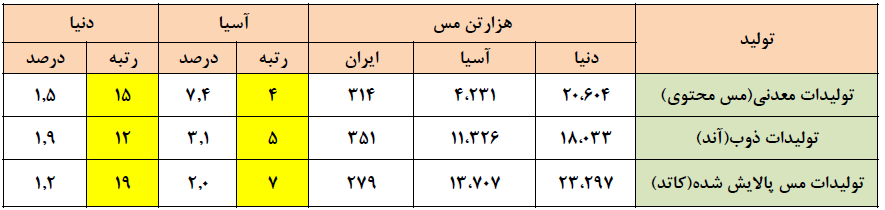 تولید هزارتن مس آسیا دنیا
دنیا آسیا ایران رتبه درصد رتبه درصد
تولیدات معدنی(مس محتوی) ۲۰،۶۰۴ ۴،۲۳۱ ۳۱۴ ۴ ۷,۴ ۱۵ ۱,۵
تولیدات ذوب(آند) ۱۸،۰۳۳ ۱۱،۳۲۶ ۳۵۱ ۵ ۳,۱ ۱۲ ۱,۹
تولیدات مس پالایش شده(کاتد) ۲۳،۲۹۷ ۱۳،۷۰۷ ۲۷۹ ۷ ۲,۰ ۱۹ ۱,۲